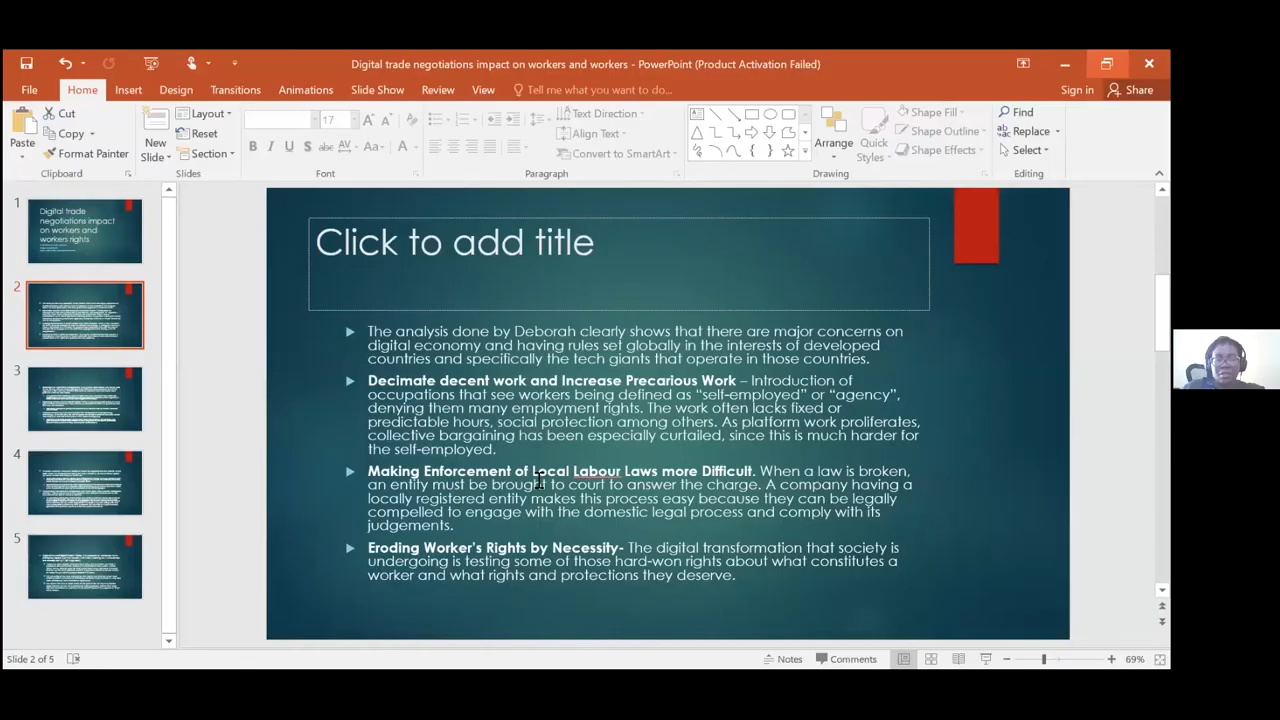 Digital trade negotiations impact on workers and workers - PowerPoint (Product Activation Failed)
File Home Insert Design Transitions Animations Slide Show Review View Tell me what you want to do... Sign in Share
Paste
Cut
Copy
Format Painter
Clipboard
New
Slide
Layout
Reset
Section
Slides
17
B I U S abc AV Aa A
Font
Text Direction
Align Text
Convert to SmartArt
Paragraph
Arrange
Quick
Styles
Shape Fill
Shape Outline
Shape Effects
Drawing
Find
Replace
Select
Editing
1
Digital trade
negotiations impact
on workers and
workers rights
2
3
4
5
Click to add title
The analysis done by Deborah clearly shows that there are major concerns on
digital economy and having rules set globally in the interests of developed
countries and specifically the tech giants that operate in those countries.
Decimate decent work and Increase Precarious Work – Introduction of
occupations that see workers being defined as “self-employed” or “agency”,
denying them many employment rights. The work often lacks fixed or
predictable hours, social protection among others. As platform work proliferates,
collective bargaining has been especially curtailed, since this is much harder for
the self-employed.
Making Enforcement of Local Labour Laws more Difficult. When a law is broken,
an entity must be brought to court to answer the charge. A company having a
locally registered entity makes this process easy because they can be legally
compelled to engage with the domestic legal process and comply with its
judgements.
Eroding Worker’s Rights by Necessity- The digital transformation that society is
undergoing is testing some of those hard-won rights about what constitutes a
worker and what rights and protections they deserve.
Slide 2 of 5
Notes
Comments
69%